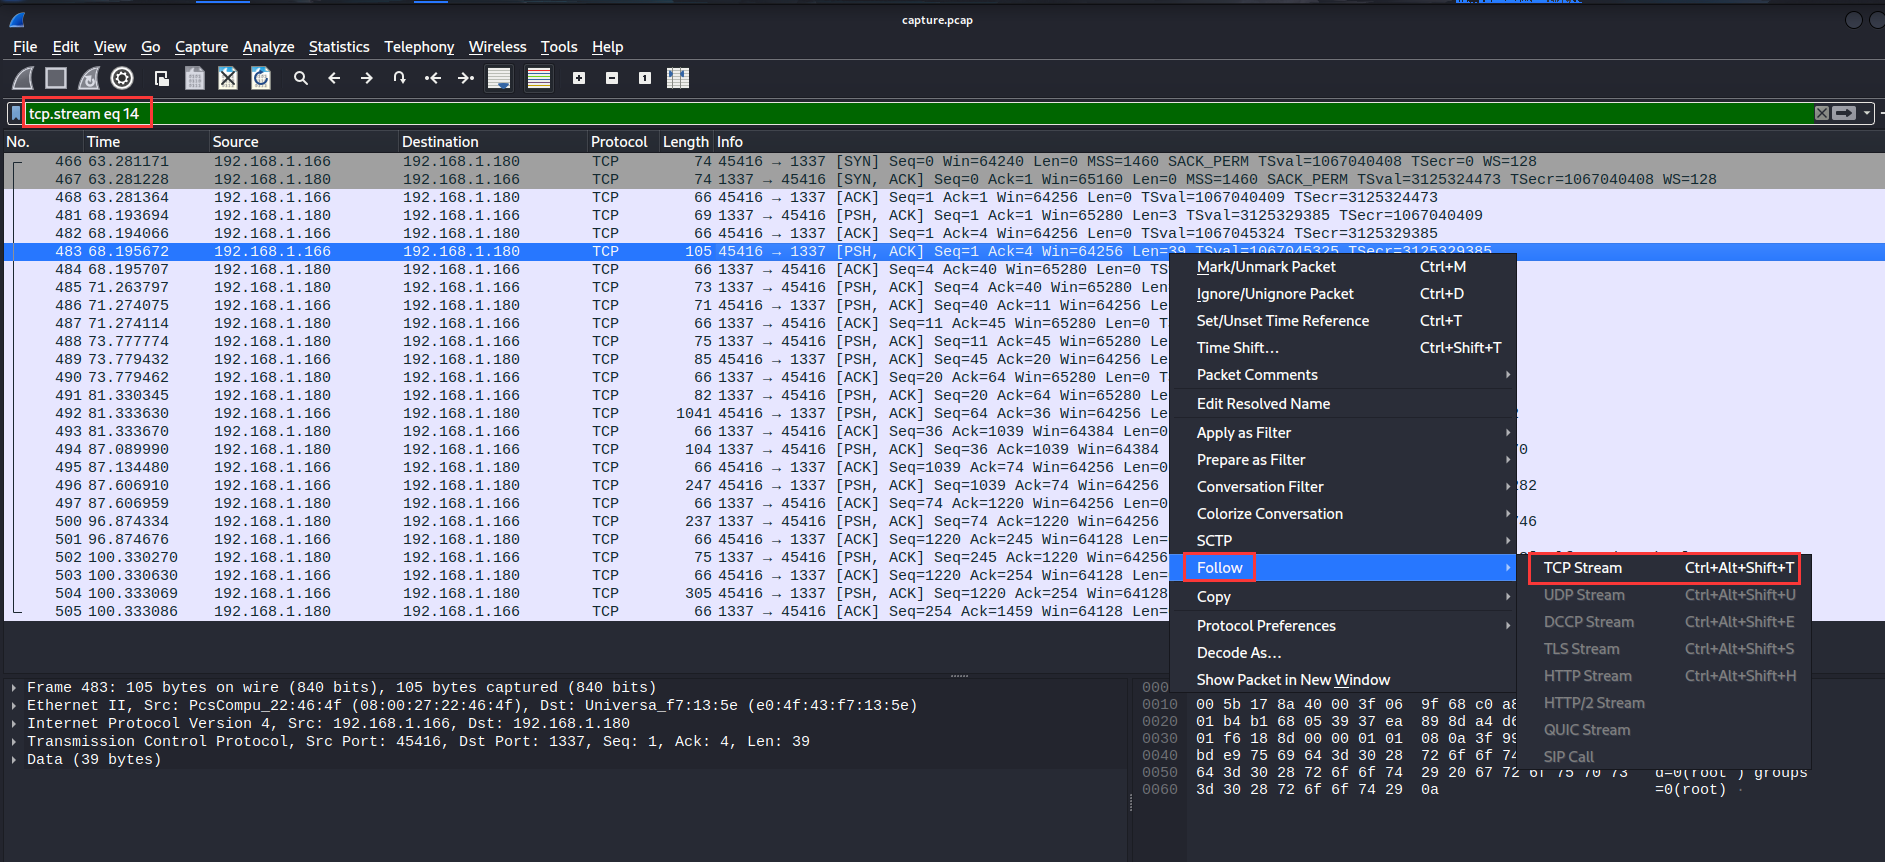 capture.pcap
File Edit View Go Capture Analyze Statistics Telephony Wireless Tools Help
tcp.stream eq 14
No. Time Source Destination Protocol Length Info
466 63.281171 192.168.1.166 192.168.1.180 TCP 74 45416 → 1337 [SYN] Seq=0 Win=64240 Len=0 MSS=1460 SACK_PERM TSval=1067040408 TSecr=0 WS=128
467 63.281228 192.168.1.180 192.168.1.166 TCP 74 1337 → 45416 [SYN, ACK] Seq=0 Ack=1 Win=65160 Len=0 MSS=1460 SACK_PERM TSval=3125324473 TSecr=1067040408 WS=128
468 63.281364 192.168.1.166 192.168.1.180 TCP 66 45416 → 1337 [ACK] Seq=1 Ack=1 Win=64256 Len=0 TSval=1067040409 TSecr=3125324473
481 68.193694 192.168.1.180 192.168.1.166 TCP 69 1337 → 45416 [PSH, ACK] Seq=1 Ack=1 Win=65280 Len=3 TSval=3125329385 TSecr=1067040409
482 68.194066 192.168.1.166 192.168.1.180 TCP 66 45416 → 1337 [ACK] Seq=1 Ack=4 Win=64256 Len=0 TSval=1067045324 TSecr=3125329385
483 68.195672 192.168.1.166 192.168.1.180 TCP 105 45416 → 1337 [PSH, ACK] Seq=1 Ack=4 Win=64256 Len=39 TSval=1067045325 TSecr=3125329385
484 68.195707 192.168.1.180 192.168.1.166 TCP 66 1337 → 45416 [ACK] Seq=4 Ack=40 Win=65280 Len=0 TS
485 71.263797 192.168.1.180 192.168.1.166 TCP 73 1337 → 45416 [PSH, ACK] Seq=4 Ack=40 Win=65280 Len
486 71.274075 192.168.1.166 192.168.1.180 TCP 71 45416 → 1337 [PSH, ACK] Seq=40 Ack=11 Win=64256 Le
487 71.274114 192.168.1.180 192.168.1.166 TCP 66 1337 → 45416 [ACK] Seq=11 Ack=45 Win=65280 Len=0 T
488 73.777774 192.168.1.180 192.168.1.166 TCP 75 1337 → 45416 [PSH, ACK] Seq=11 Ack=45 Win=65280 Le
489 73.779432 192.168.1.166 192.168.1.180 TCP 85 45416 → 1337 [PSH, ACK] Seq=45 Ack=20 Win=64256 Le
490 73.779462 192.168.1.180 192.168.1.166 TCP 66 1337 → 45416 [ACK] Seq=20 Ack=64 Win=65280 Len=0 T
491 81.330345 192.168.1.180 192.168.1.166 TCP 82 1337 → 45416 [PSH, ACK] Seq=20 Ack=64 Win=65280 Le
492 81.333630 192.168.1.166 192.168.1.180 TCP 1041 45416 → 1337 [PSH, ACK] Seq=64 Ack=36 Win=64256 Le 2
493 81.333670 192.168.1.180 192.168.1.166 TCP 66 1337 → 45416 [ACK] Seq=36 Ack=1039 Win=64384 Len=0
494 87.089990 192.168.1.180 192.168.1.166 TCP 104 1337 → 45416 [PSH, ACK] Seq=36 Ack=1039 Win=64384 70
495 87.134480 192.168.1.166 192.168.1.180 TCP 66 45416 → 1337 [ACK] Seq=1039 Ack=74 Win=64256 Len=0
496 87.606910 192.168.1.166 192.168.1.180 TCP 247 45416 → 1337 [PSH, ACK] Seq=1039 Ack=74 Win=64256 282
497 87.606959 192.168.1.180 192.168.1.166 TCP 66 1337 → 45416 [ACK] Seq=74 Ack=1220 Win=64256 Len=0
500 96.874334 192.168.1.180 192.168.1.166 TCP 237 1337 → 45416 [PSH, ACK] Seq=74 Ack=1220 Win=64256 746
501 96.874676 192.168.1.166 192.168.1.180 TCP 66 45416 → 1337 [ACK] Seq=1220 Ack=245 Win=64128 Len=
502 100.330270 192.168.1.180 192.168.1.166 TCP 75 1337 → 45416 [PSH, ACK] Seq=245 Ack=1220 Win=64256
503 100.330630 192.168.1.166 192.168.1.180 TCP 66 45416 → 1337 [ACK] Seq=1220 Ack=254 Win=64128 Len=
504 100.333069 192.168.1.166 192.168.1.180 TCP 305 45416 → 1337 [PSH, ACK] Seq=1220 Ack=254 Win=64128
505 100.333086 192.168.1.180 192.168.1.166 TCP 66 1337 → 45416 [ACK] Seq=254 Ack=1459 Win=64128 Len=
Mark/Unmark Packet Ctrl+M
Ignore/Unignore Packet Ctrl+D
Set/Unset Time Reference Ctrl+T
Time Shift… Ctrl+Shift+T
Packet Comments
Edit Resolved Name
Apply as Filter
Prepare as Filter
Conversation Filter
Colorize Conversation
SCTP
Follow
Copy
Protocol Preferences
Decode As…
Show Packet in New Window
TCP Stream Ctrl+Alt+Shift+T
UDP Stream Ctrl+Alt+Shift+U
DCCP Stream Ctrl+Alt+Shift+E
TLS Stream Ctrl+Alt+Shift+S
HTTP Stream Ctrl+Alt+Shift+H
HTTP/2 Stream
QUIC Stream
SIP Call
Frame 483: 105 bytes on wire (840 bits), 105 bytes captured (840 bits)
Ethernet II, Src: PcsCompu_22:46:4f (08:00:27:22:46:4f), Dst: Universa_f7:13:5e (e0:4f:43:f7:13:5e)
Internet Protocol Version 4, Src: 192.168.1.166, Dst: 192.168.1.180
Transmission Control Protocol, Src Port: 45416, Dst Port: 1337, Seq: 1, Ack: 4, Len: 39
Data (39 bytes)
000
0010 00 5b 17 8a 40 00 3f 06 9f 68 c0 a8
0020 01 b4 b1 68 05 39 37 ea 89 8d a4 d6
0030 01 f6 18 8d 00 00 01 01 08 0a 3f 99
0040 bd e9 75 69 64 3d 30 28 72 6f 6f 74
0050 64 3d 30 28 72 6f 6f 74 29 20 67 72 6f 75 70 73 d=0(root ) groups
0060 3d 30 28 72 6f 6f 74 29 0a =0(root) ·